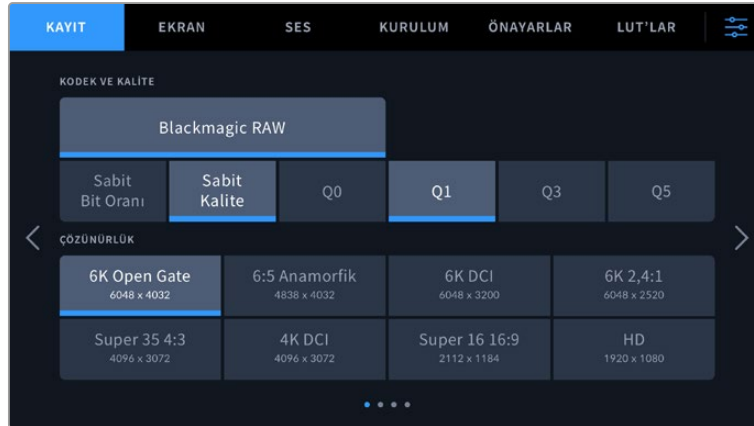 KAYIT EKRAN SES KURULUM ÖNAYARLAR LUT'LAR
KODEK VE KALİTE
Blackmagic RAW
Sabit Bit Oranı Sabit Kalite Q0 Q1 Q3 Q5
ÇÖZÜNÜRLÜK
6K Open Gate 6:5 Anamorfik 6K DCI 6K 2,4:1
6048 x 4032 4838 x 4032 6048 x 3200 6048 x 2520
Super 35 4:3 4K DCI Super 16 16:9 HD
4096 x 3072 4096 x 3072 2112 x 1184 1920 x 1080